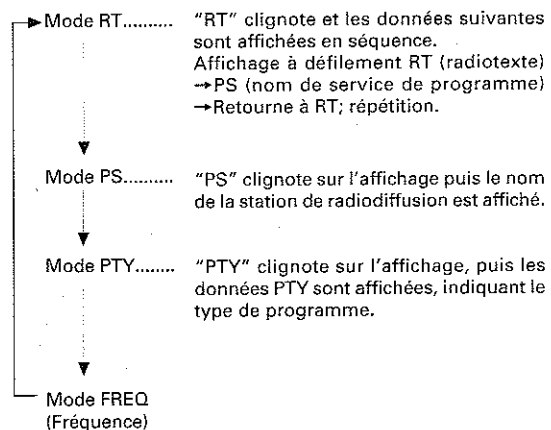 Mode RT.......... "RT" clignote et les données suivantes
sont affichées en séquence.
Affichage à défilement RT (radiotexte)
→PS (nom de service de programme)
→Retourne à RT; répétition.
Mode PS.......... "PS" clignote sur l'affichage puis le nom
de la station de radiodiffusion est affiché.
Mode PTY........ "PTY" clignote sur l'affichage, puis les
données PTY sont affichées, indiquant le
type de programme.
Mode FREQ
(Fréquence)